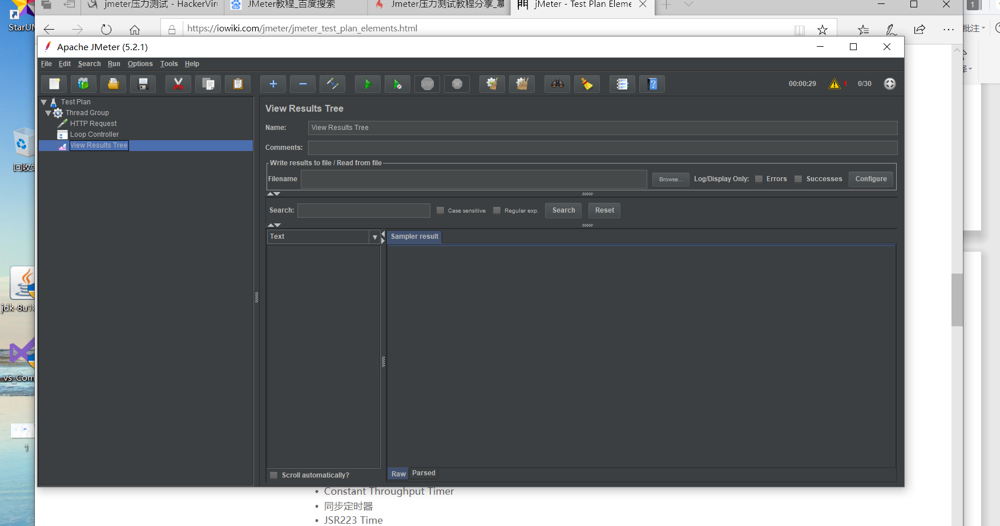 jmeter压力测试 - HackerVir
JMeter教程_百度搜索
Jmeter压力测试教程分享_慕
jMeter - Test Plan Eleme
1
StarUM
https://iowiki.com/jmeter/jmeter_test_plan_elements.html
批注
Apache JMeter (5.2.1)
File Edit Search Run Options Tools Help
STOP
00:00:29
1
0/30
Test Plan
Thread Group
HTTP Request
Loop Controller
View Results Tree
View Results Tree
Name: View Results Tree
Comments:
Write results to file / Read from file
Filename
Browse...
Log/Display Only:
Errors
Successes
Configure
Search:
Case sensitive
Regular exp.
Search
Reset
Text
Sampler result
Scroll automatically?
Raw
Parsed
回收站
jdk-8u18
vs_Com
1
• Constant Throughput Timer
• 同步定时器
• JSR223 Time